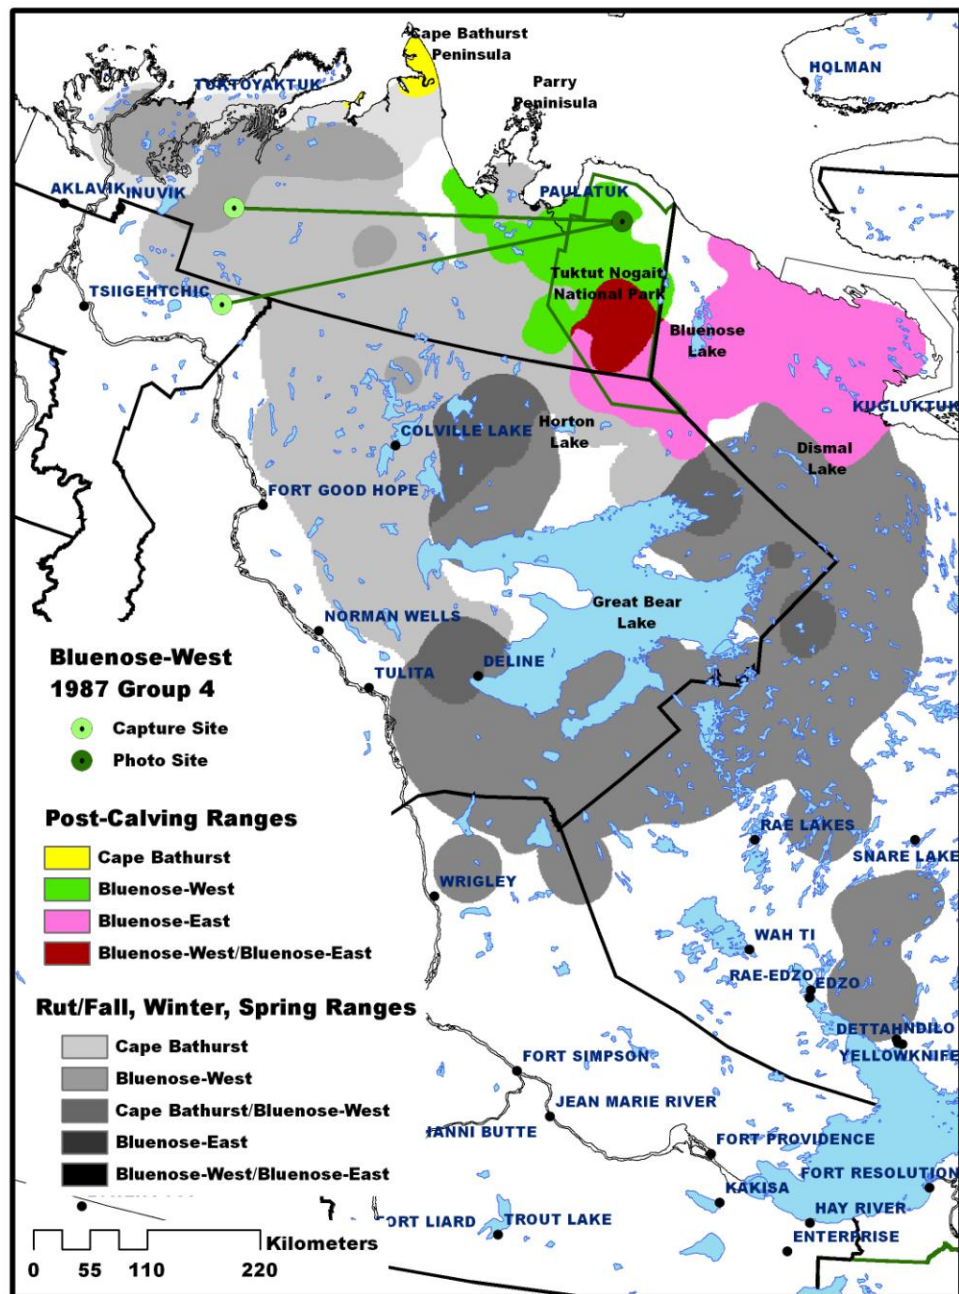 Cape Bathurst
Peninsula
HOLMAN
TUKTOYAKTUK
Parry
Peninisula
AKLAVIK
INUVIK
PAULATUK
TSIIGEHTCHIC
Tuktut Nogait
National Park
Bluenose
Lake
KUGLUKTUK
Horton
Lake
COLVILLE LAKE
Dismal
Lake
FORT GOOD HOPE
Great Bear
Lake
NORMAN WELLS
Bluenose-West
1987 Group 4
DELINE
TULITA
Capture Site
Photo Site
Post-Calving Ranges
RAE LAKES
Cape Bathurst
SNARE LAKE
Bluenose-West
WRIGLEY
Bluenose-East
WAH TI
Bluenose-West/Bluenose-East
RAE-EDZO
EDZO
Rut/Fall, Winter, Spring Ranges
DETTAH
NDILO
Cape Bathurst
YELLOWKNIFE
FORT SIMPSON
Bluenose-West
Cape Bathurst/Bluenose-West
JEAN MARIE RIVER
IANNI BUTTE
Bluenose-East
FORT PROVIDENCE
Bluenose-West/Bluenose-East
FORT RESOLUTION
KAKISA
HAY RIVER
FORT LIARD
TROUT LAKE
ENTERPRISE
Kilometers
0 55 110 220